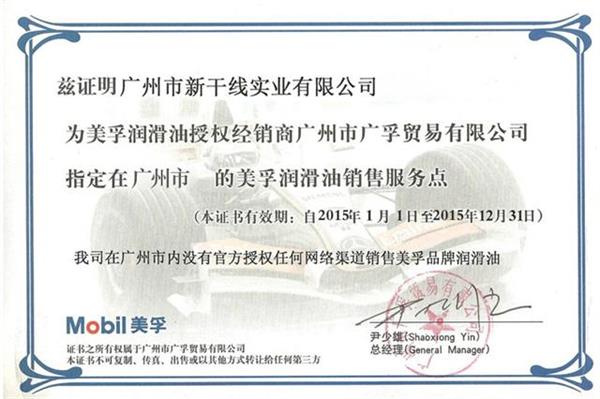 兹证明广州市新干线实业有限公司
为美孚润滑油授权经销商广州市广孚贸易有限公司
指定在广州市 的美孚润滑油销售服务点
(本证书有效期：自2015年1月1日至2015年12月31日)
我司在广州市内没有官方授权任何网络渠道销售美孚品牌润滑油
Mobil 美孚
证书之所有权属于广州市广孚贸易有限公司
本证书不可复制、传真、出售或以其他方式转让给任何第三方
尹少雄(Shaoxiong Yin)
总经理(General Manager)